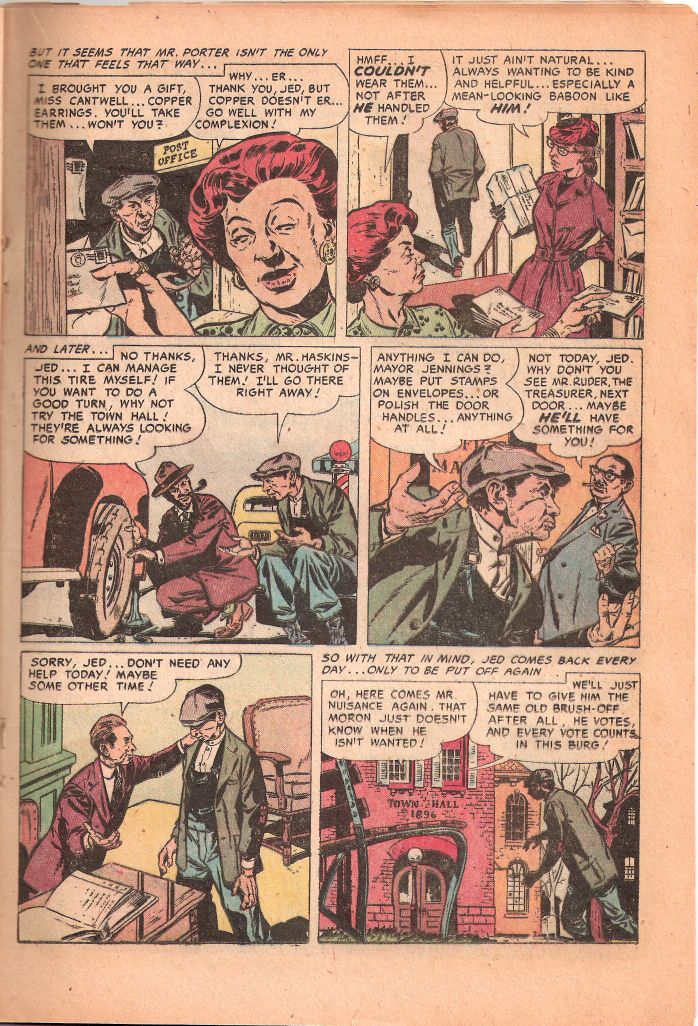 BUT IT SEEMS THAT MR. PORTER ISN'T THE ONLY
ONE THAT FEELS THAT WAY...
I BROUGHT YOU A GIFT,
MISS CANTWELL...COPPER
EARRINGS. YOU'LL TAKE
THEM...WON'T YOU?
WHY...ER...
THANK YOU, JED, BUT
COPPER DOESN'T ER...
GO WELL WITH MY
COMPLEXION!
POST
OFFICE
HMFF...I
COULDN'T
WEAR THEM...
NOT AFTER
HE HANDLED
THEM!
IT JUST AIN'T NATURAL...
ALWAYS WANTING TO BE KIND
AND HELPFUL...ESPECIALLY A
MEAN-LOOKING BABOON LIKE
HIM!
AND LATER...
NO THANKS,
JED... I CAN MANAGE
THIS TIRE MYSELF! IF
YOU WANT TO DO A
GOOD TURN, WHY NOT
TRY THE TOWN HALL!
THEY'RE ALWAYS LOOKING
FOR SOMETHING!
THANKS, MR. HASKINS—
I NEVER THOUGHT OF
THEM! I'LL GO THERE
RIGHT AWAY!
ANYTHING I CAN DO,
MAYOR JENNINGS?
MAYBE PUT STAMPS
ON ENVELOPES...OR
POLISH THE DOOR
HANDLES...ANYTHING
AT ALL!
NOT TODAY, JED.
WHY DON'T YOU
SEE MR. RUDER, THE
TREASURER, NEXT
DOOR...MAYBE
HE'LL HAVE
SOMETHING FOR
YOU!
SORRY, JED...DON'T NEED ANY
HELP TODAY! MAYBE
SOME OTHER TIME!
SO WITH THAT IN MIND, JED COMES BACK EVERY
DAY...ONLY TO BE PUT OFF AGAIN...
OH, HERE COMES MR.
NUISANCE AGAIN. THAT
MORON JUST DOESN'T
KNOW WHEN HE
ISN'T WANTED!
WE'LL JUST
HAVE TO GIVE HIM THE
SAME OLD BRUSH-OFF
AFTER ALL, HE VOTES,
AND EVERY VOTE COUNTS
IN THIS BURG!
TOWN HALL
1896